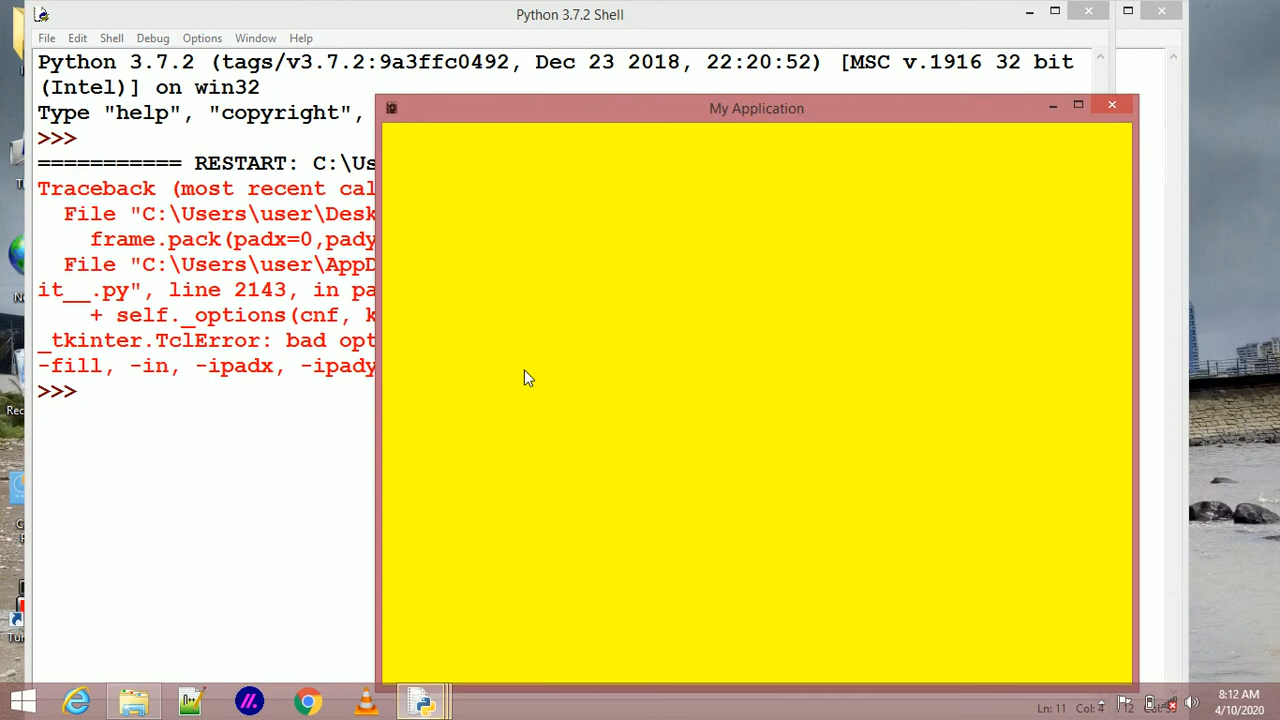 Python 3.7.2 Shell
File Edit Shell Debug Options Window Help
Python 3.7.2 (tags/v3.7.2:9a3ffc0492, Dec 23 2018, 22:20:52) [MSC v.1916 32 bit
(Intel)] on win32
Type "help", "copyright",
My Application
>>>
=========== RESTART: C:\Us
Traceback (most recent cal
File "C:\Users\user\Desk
frame.pack(padx=0,pady
File "C:\Users\user\AppD
it__.py", line 2143, in pa
+ self._options(cnf, k
_tkinter.TclError: bad opt
-fill, -in, -ipadx, -ipady
>>>
Rec
Ln: 11 Col: 4
8:12 AM
4/10/2020